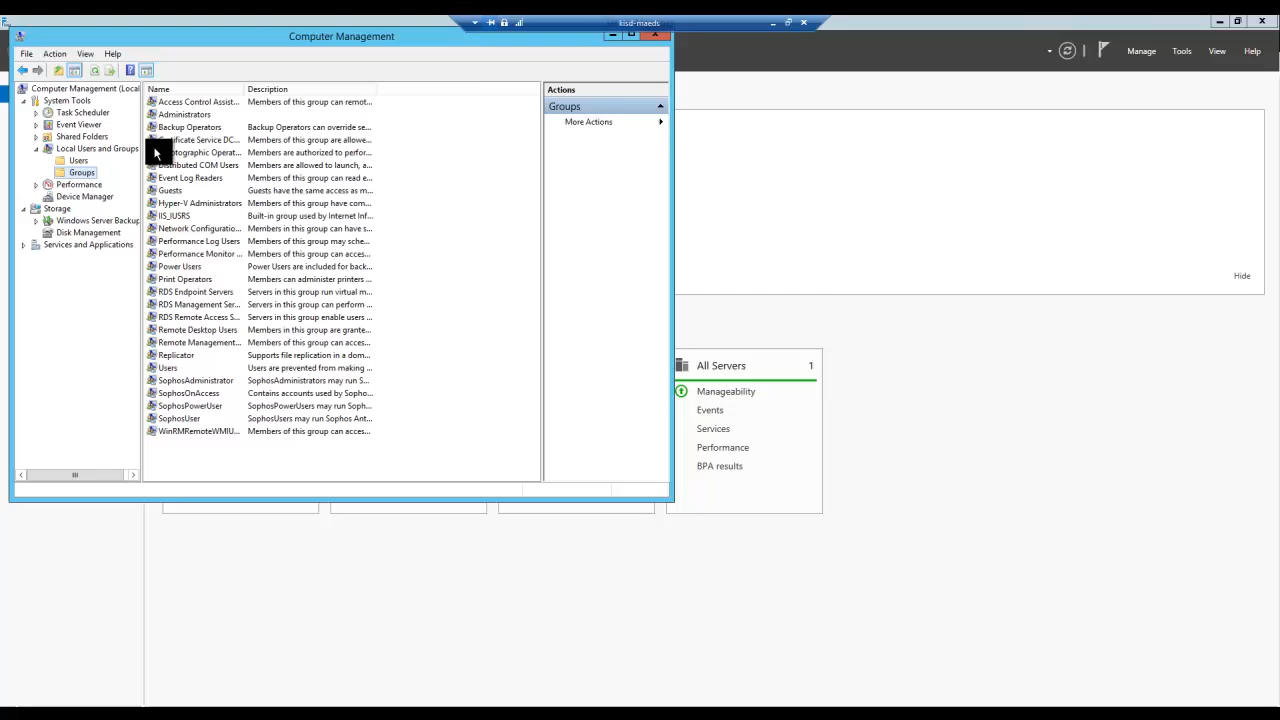 kisd-maeds
Computer Management
File Action View Help
Manage Tools View Help
Computer Management (Local
System Tools
Task Scheduler
Event Viewer
Shared Folders
Local Users and Groups
Users
Groups
Performance
Device Manager
Storage
Windows Server Backup
Disk Management
Services and Applications
Name Description
Access Control Assist... Members of this group can remot...
Administrators
Backup Operators Backup Operators can override se...
Service DC... Members of this group are allowe...
Operat... Members are authorized to perfor...
Distributed COM Users Members are allowed to launch, a...
Event Log Readers Members of this group can read e...
Guests Guests have the same access as m...
Hyper-V Administrators Members of this group have com...
IIS_IUSRS Built-in group used by Internet Inf...
Network Configuratio... Members in this group can have s...
Performance Log Users Members of this group may sche...
Performance Monitor ... Members of this group can acces...
Power Users Power Users are included for back...
Print Operators Members can administer printers ...
RDS Endpoint Servers Servers in this group run virtual m...
RDS Management Ser... Servers in this group can perform ...
RDS Remote Access S... Servers in this group enable users ...
Remote Desktop Users Members in this group are grante...
Remote Management... Members of this group can acces...
Replicator Supports file replication in a dom...
Users Users are prevented from making ...
SophosAdministrator SophosAdministrators may run S...
SophosOnAccess Contains accounts used by Sopho...
SophosPowerUser SophosPowerUsers may run Soph...
SophosUser SophosUsers may run Sophos Ant...
WinRMRemoteWMIU... Members of this group can acces...
Actions
Groups
More Actions
Hide
All Servers 1
Manageability
Events
Services
Performance
BPA results